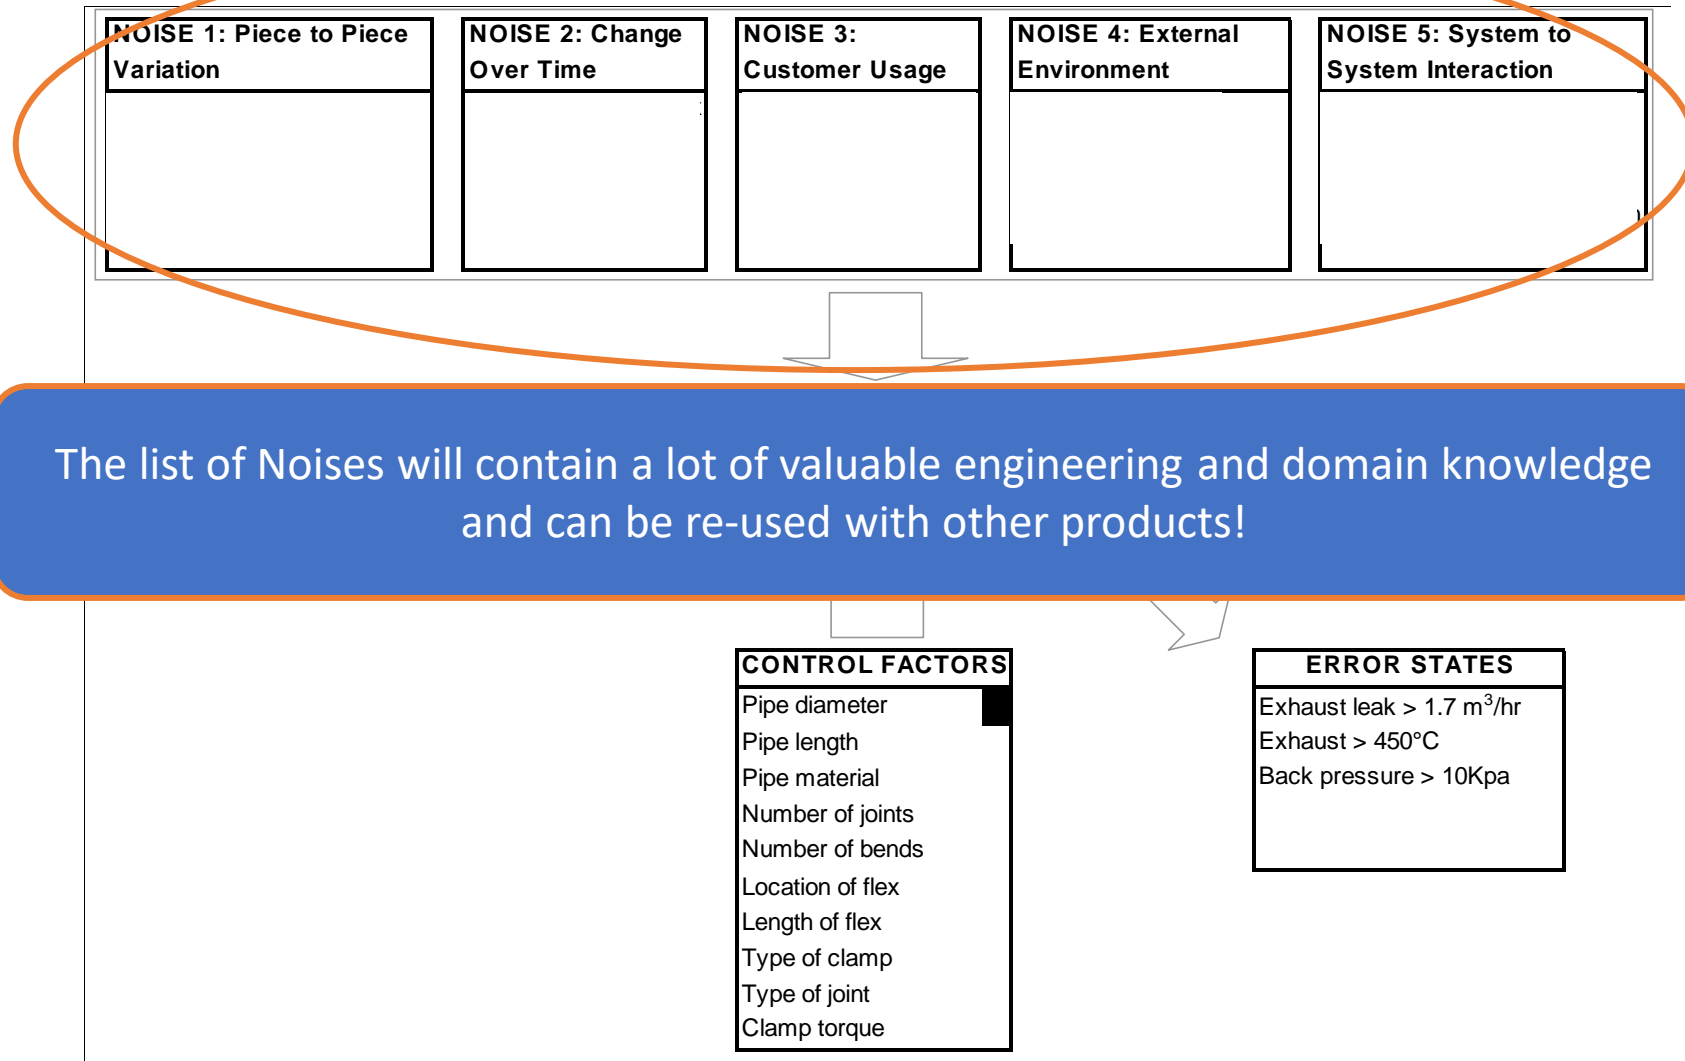 NOISE 1: Piece to Piece
Variation
NOISE 2: Change
Over Time
NOISE 3:
Customer Usage
NOISE 4: External
Environment
NOISE 5: System to
System Interaction
The list of Noises will contain a lot of valuable engineering and domain knowledge
and can be re-used with other products!
CONTROL FACTORS
Pipe diameter
Pipe length
Pipe material
Number of joints
Number of bends
Location of flex
Length of flex
Type of clamp
Type of joint
Clamp torque
ERROR STATES
Exhaust leak > 1.7 m³/hr
Exhaust > 450°C
Back pressure > 10Kpa